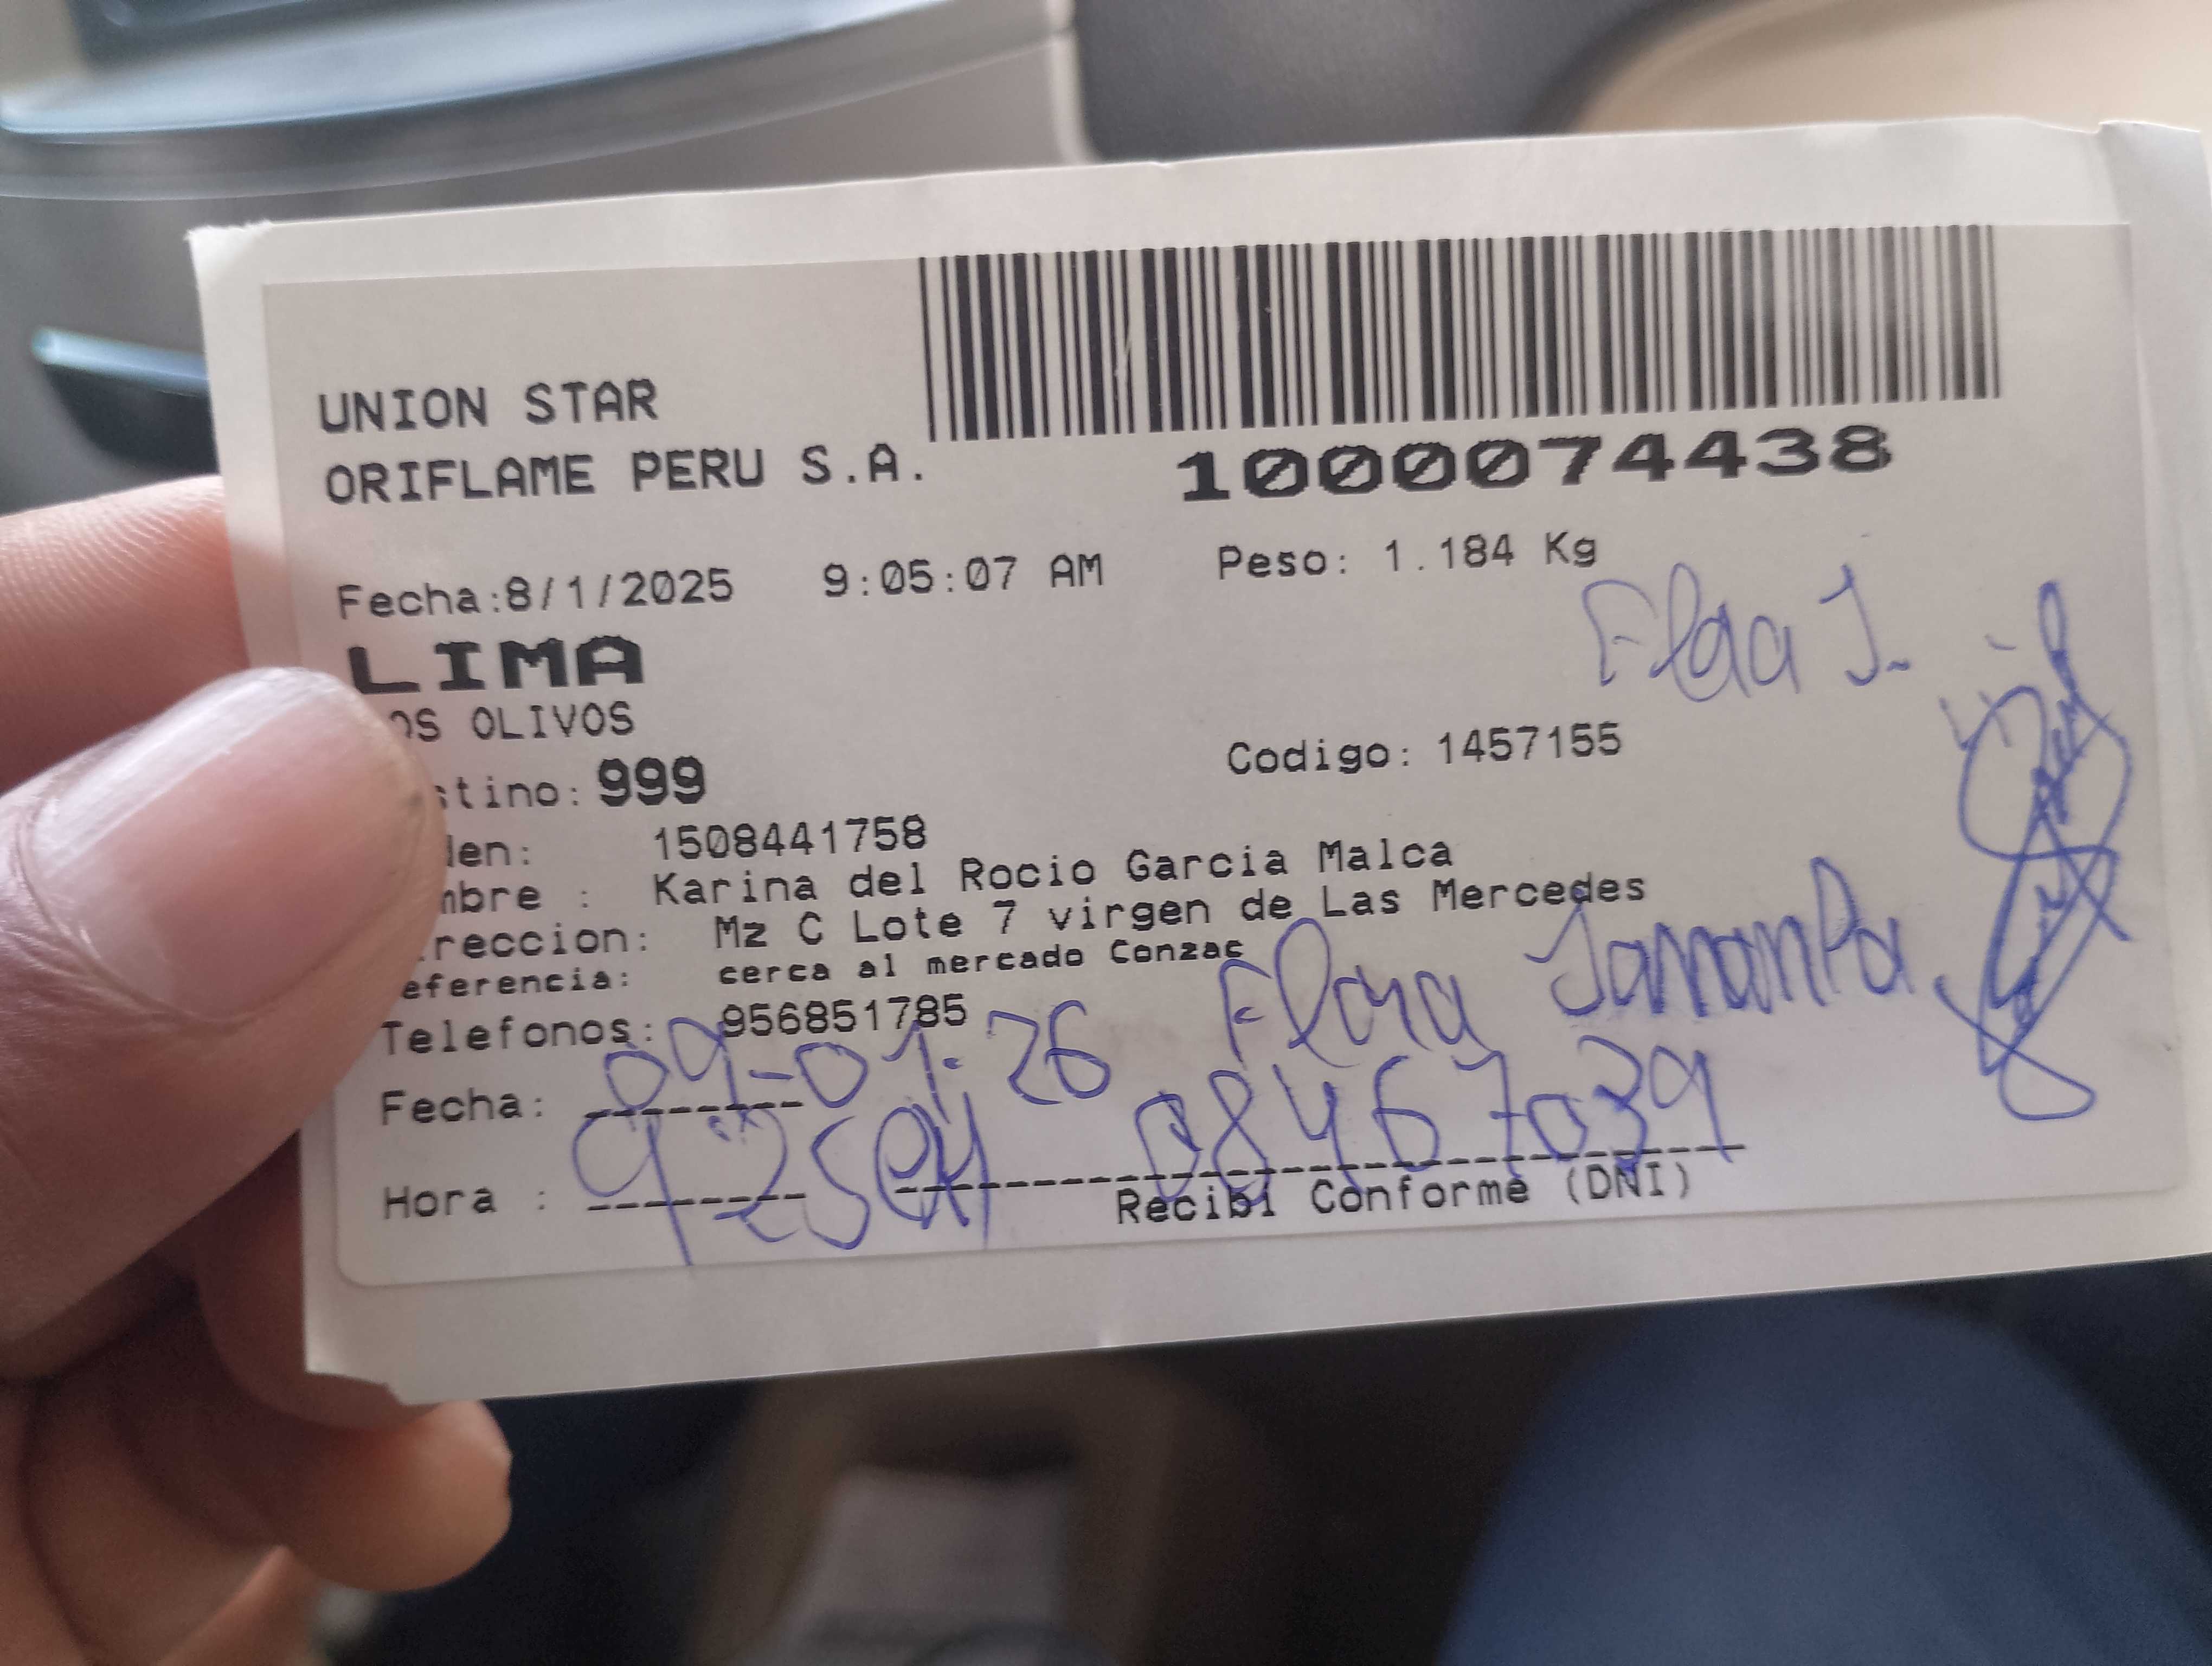 UNION STAR
ORIFLAME PERU S.A.
1000074438
Fecha:8/1/2025 9:05:07 AM Peso: 1.184 Kg
LIMA
OS OLIVOS
stino: 999 Codigo: 1457155
den: 1508441758
mbre : Karina del Rocio Garcia Malca
reccion: Mz C Lote 7 virgen de Las Mercedes
eferencia: cerca al mercado Conzac
Telefonos: 956851785
Flora
Fecha: 09-01-26
08467039
Hora :
Recibi Conforme (DNI)